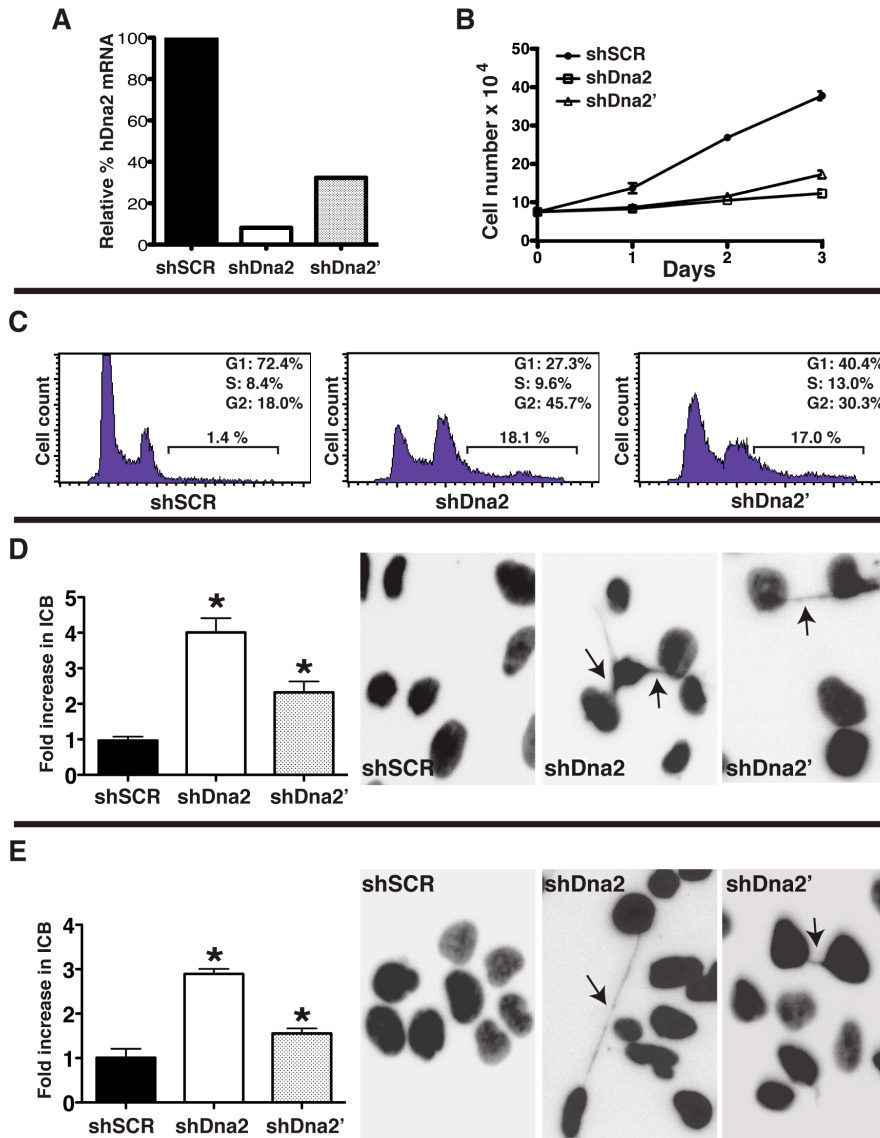 A
Relative % hDna2 mRNA
100
80
60
40
20
0
shSCR
shDna2
shDna2’
B
Cell number x 10 4
50
40
30
20
10
0
shSCR
shDna2
shDna2’
0
1
2
3
Days
C
Cell count
G1: 72.4%
S: 8.4%
G2: 18.0%
1.4 %
shSCR
Cell count
G1: 27.3%
S: 9.6%
G2: 45.7%
18.1 %
shDna2
Cell count
G1: 40.4%
S: 13.0%
G2: 30.3%
17.0 %
shDna2’
D
Fold increase in ICB
5
4
3
2
1
0
*
*
shSCR
shDna2
shDna2’
shSCR
shDna2
shDna2’
E
Fold increase in ICB
4
3
2
1
0
*
*
shSCR
shDna2
shDna2’
shSCR
shDna2
shDna2’